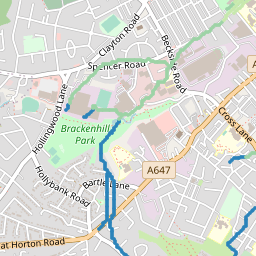 Clayton Road
Spencer Road
Beckside Road
Hollingwood Lane
Cross Lane
Brackenhill
Park
A647
Hollybank Road
Bartle Lane
at Horton Road